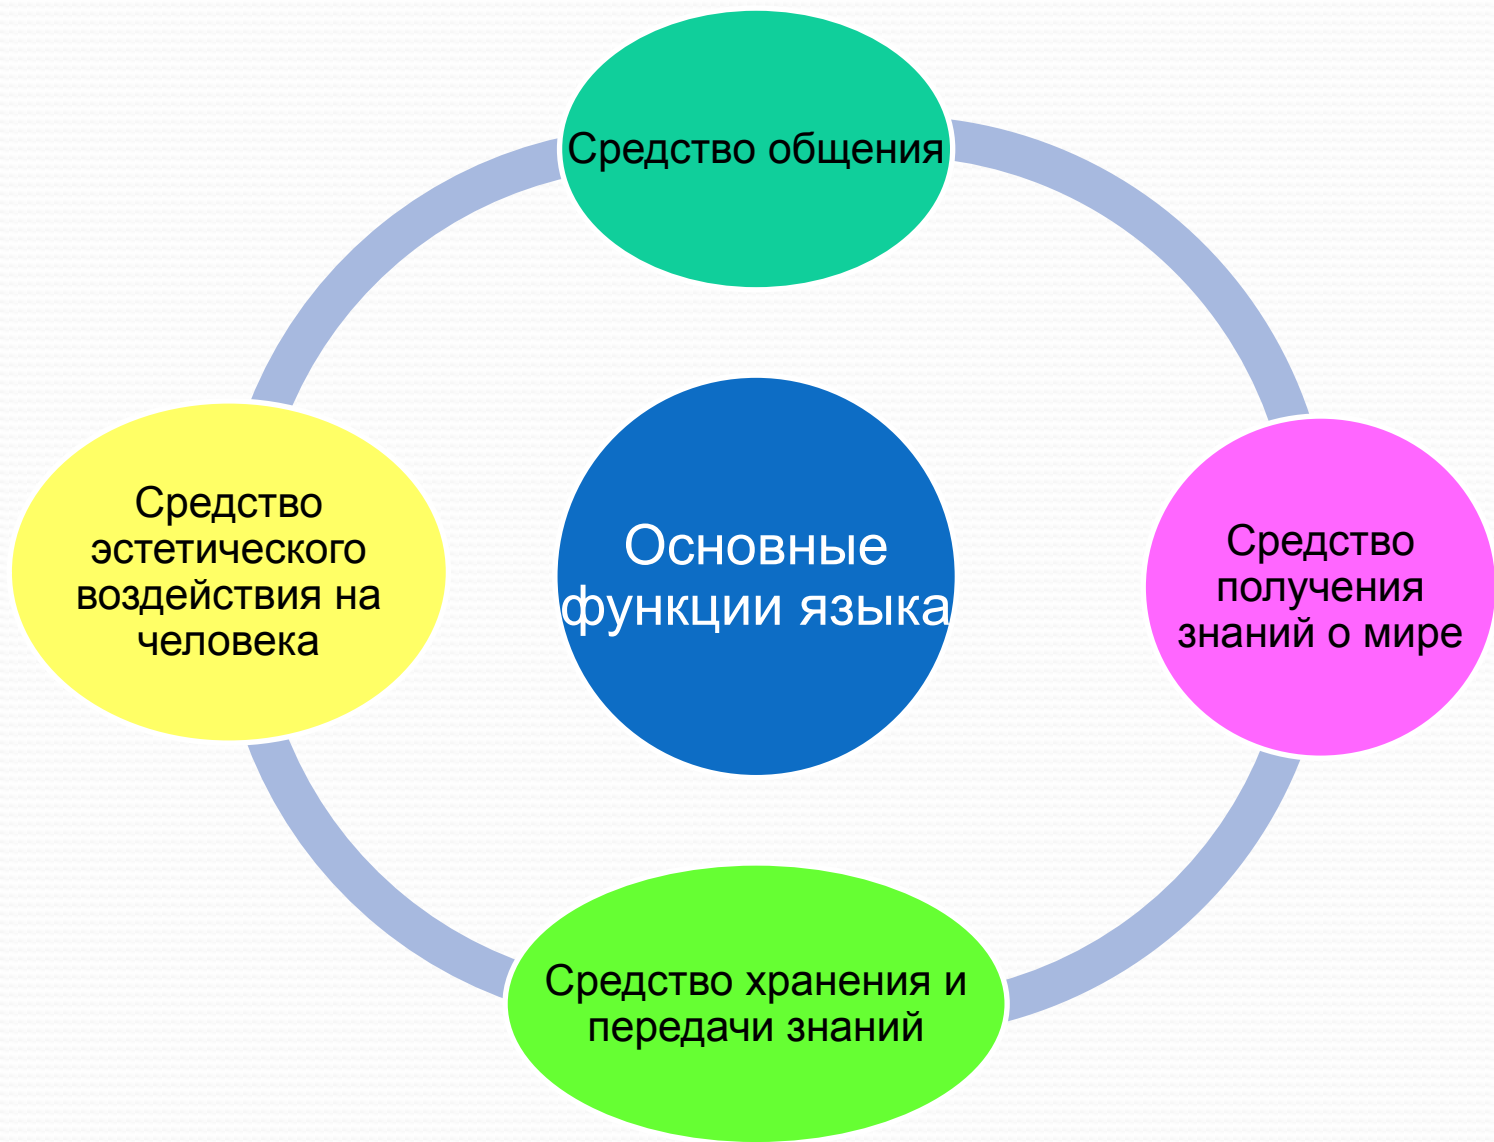 Средство общения
Средство
эстетического
воздействия на
человека
Основные
функции языка
Средство
получения
знаний о мире
Средство хранения и
передачи знаний